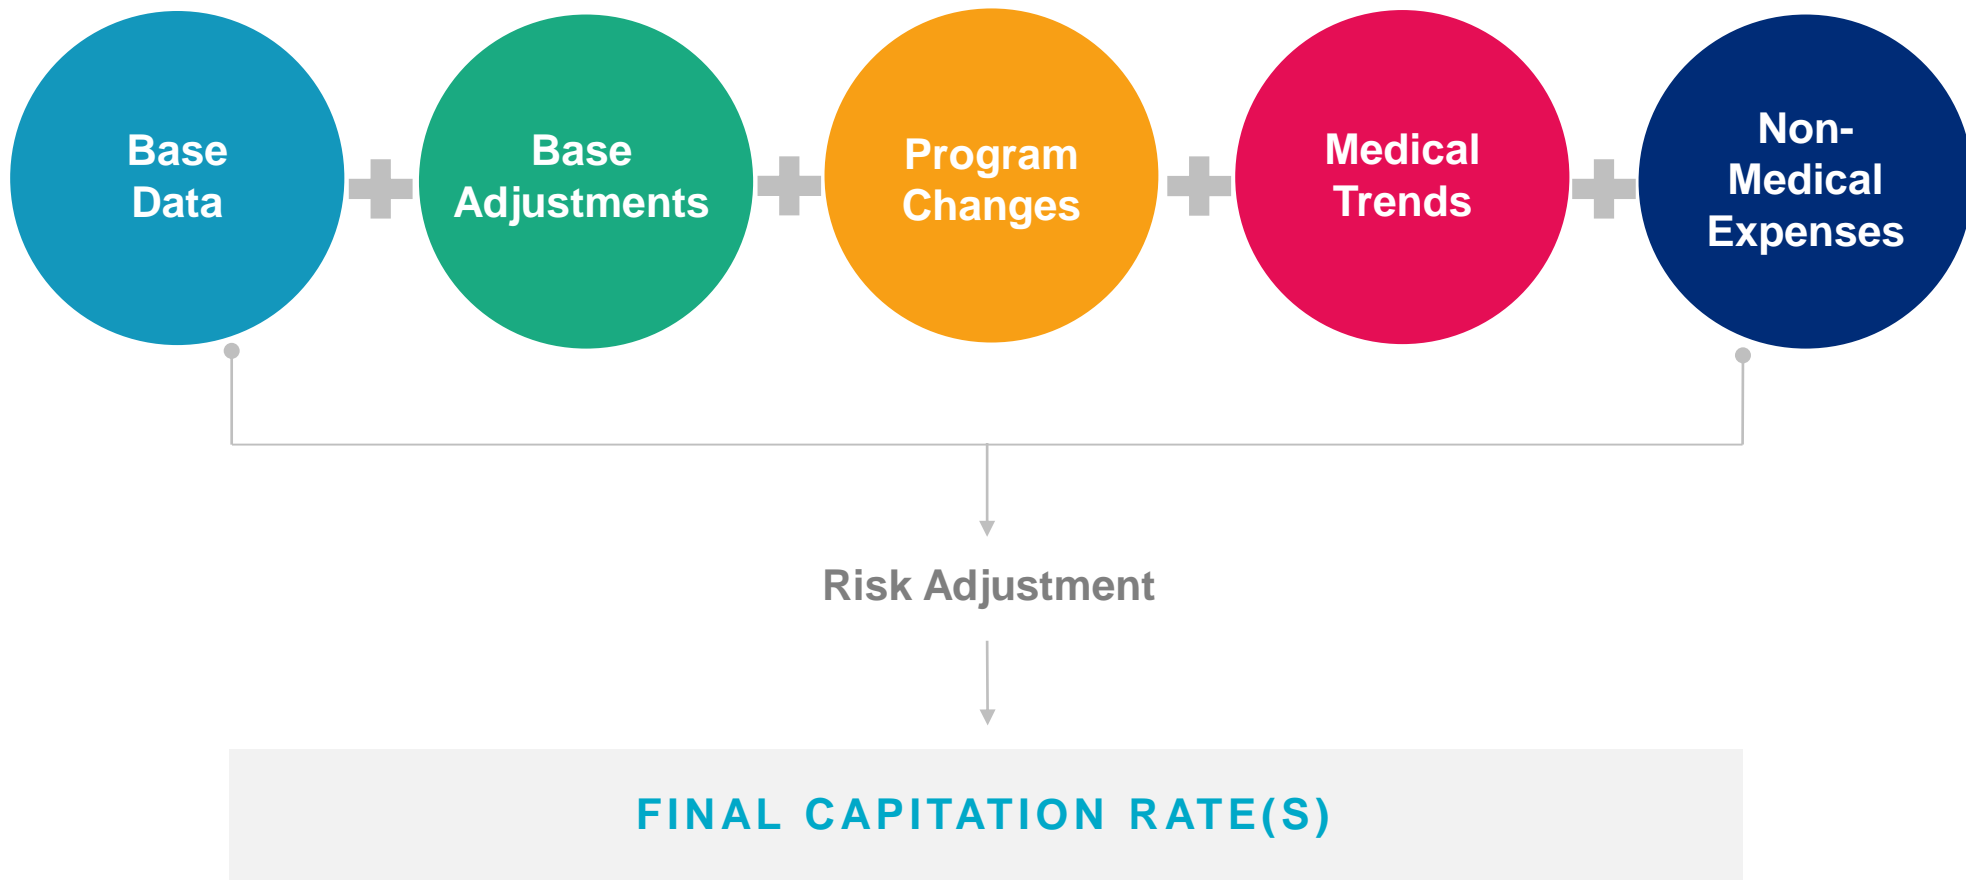 Base
Data
Base
Adjustments
Program
Changes
Medical
Trends
Non-
Medical
Expenses
Risk Adjustment
FINAL CAPITATION RATE(S)